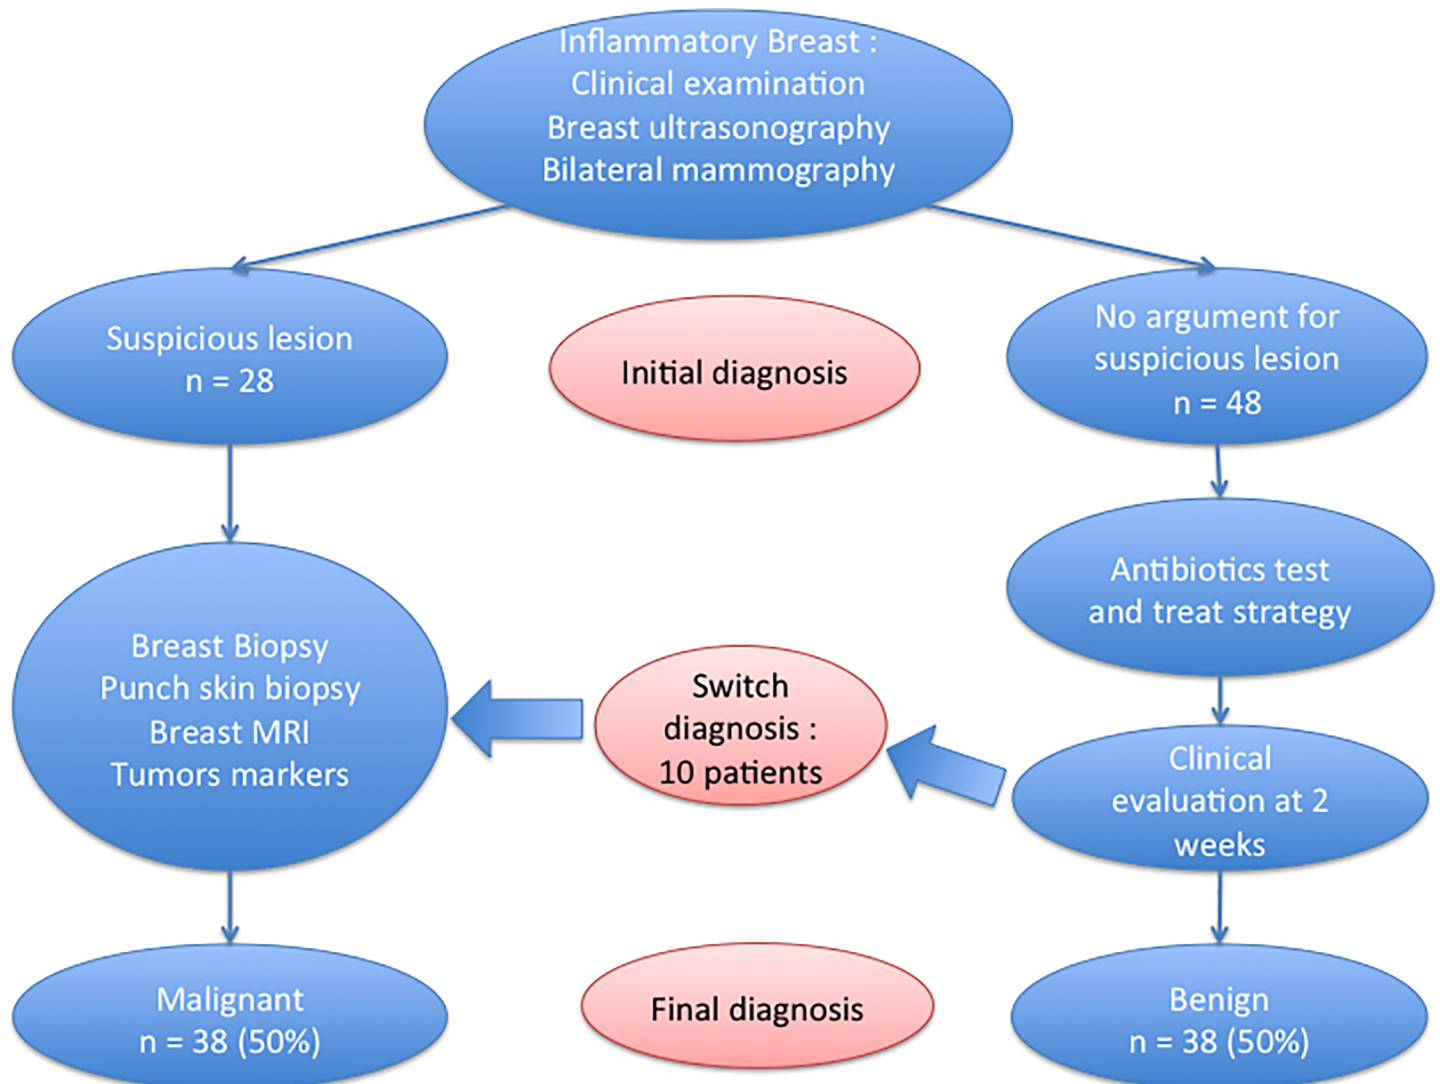 Inflammatory Breast :
Clinical examination
Breast ultrasonography
Bilateral mammography
Suspicious lesion
n = 28
Initial diagnosis
No argument for
suspicious lesion
n = 48
Antibiotics test
and treat strategy
Breast Biopsy
Punch skin biopsy
Breast MRI
Tumors markers
Switch
diagnosis :
10 patients
Clinical
evaluation at 2
weeks
Malignant
n = 38 (50%)
Final diagnosis
Benign
n = 38 (50%)